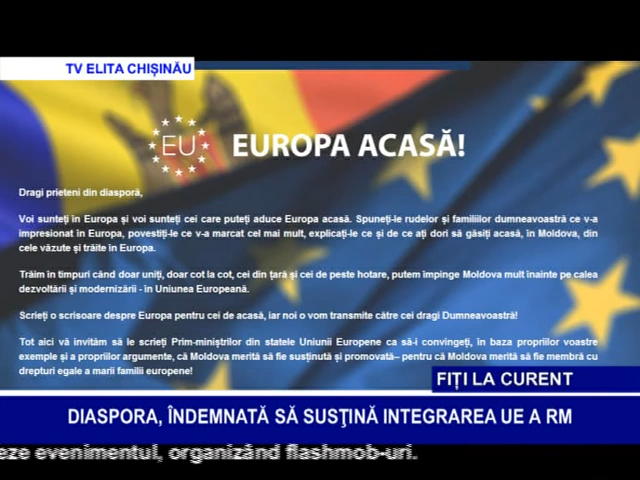 TV ELITA CHIȘINĂU
EU EUROPA ACASĂ!
Dragi prieteni din diasporă,
Voi sunteți în Europa și voi sunteți cei care puteți aduce Europa acasă. Spuneți-le rudelor și familiilor dumneavoastră ce v-a
impresionat în Europa, povestiți-le ce v-a marcat cel mai mult, explicați-le ce și de ce ați dori să găsiți acasă, în Moldova, din
cele văzute și trăite în Europa.
Trăim în timpuri când doar uniți, doar cot la cot, cei din țară și cei de peste hotare, putem împinge Moldova mult înainte pe calea
dezvoltării și modernizării - în Uniunea Europeană.
Scrieți o scrisoare despre Europa pentru cei de acasă, iar noi o vom transmite către cei dragi Dumneavoastră!
Tot aici vă invităm să le scrieți Prim-miniștrilor din statele Uniunii Europene ca să-i convingeți, în baza propriilor voastre
exemple și a propriilor argumente, că Moldova merită să fie susținută și promovată– pentru că Moldova merită să fie membră cu
drepturi egale a marii familii europene!
FIȚI LA CURENT
DIASPORA, ÎNDEMNATĂ SĂ SUSŢINĂ INTEGRAREA UE A RM
eze evenimentul, organizând flashmob-uri.